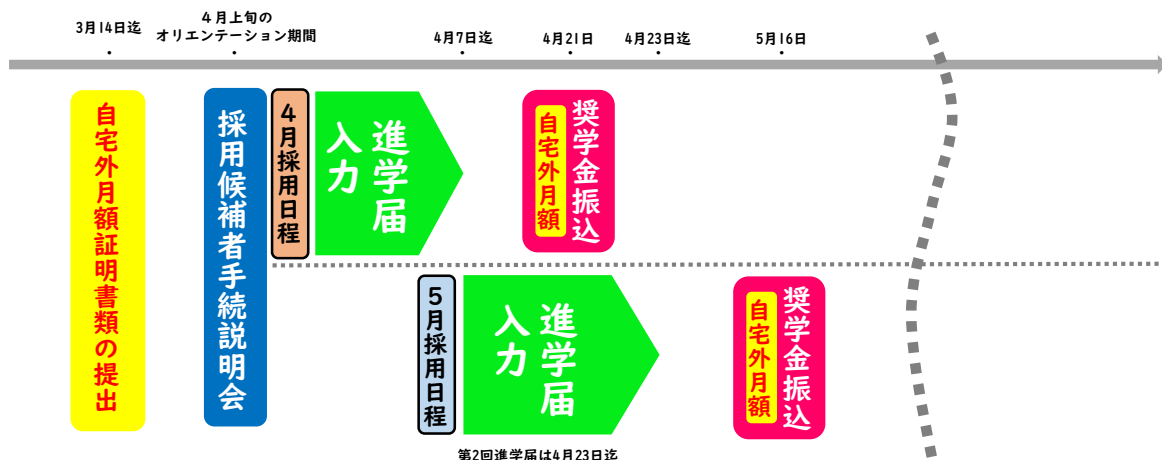 3月14日迄
４月上旬の
オリエンテーション期間
4月7日迄
4月21日
4月23日迄
5月16日
自宅外月額証明書類の提出
採用候補者手続説明会
４月採用日程
進学届
入力
奨学金振込
自宅外月額
５月採用日程
進学届
入力
奨学金振込
自宅外月額
第2回進学届は4月23日迄